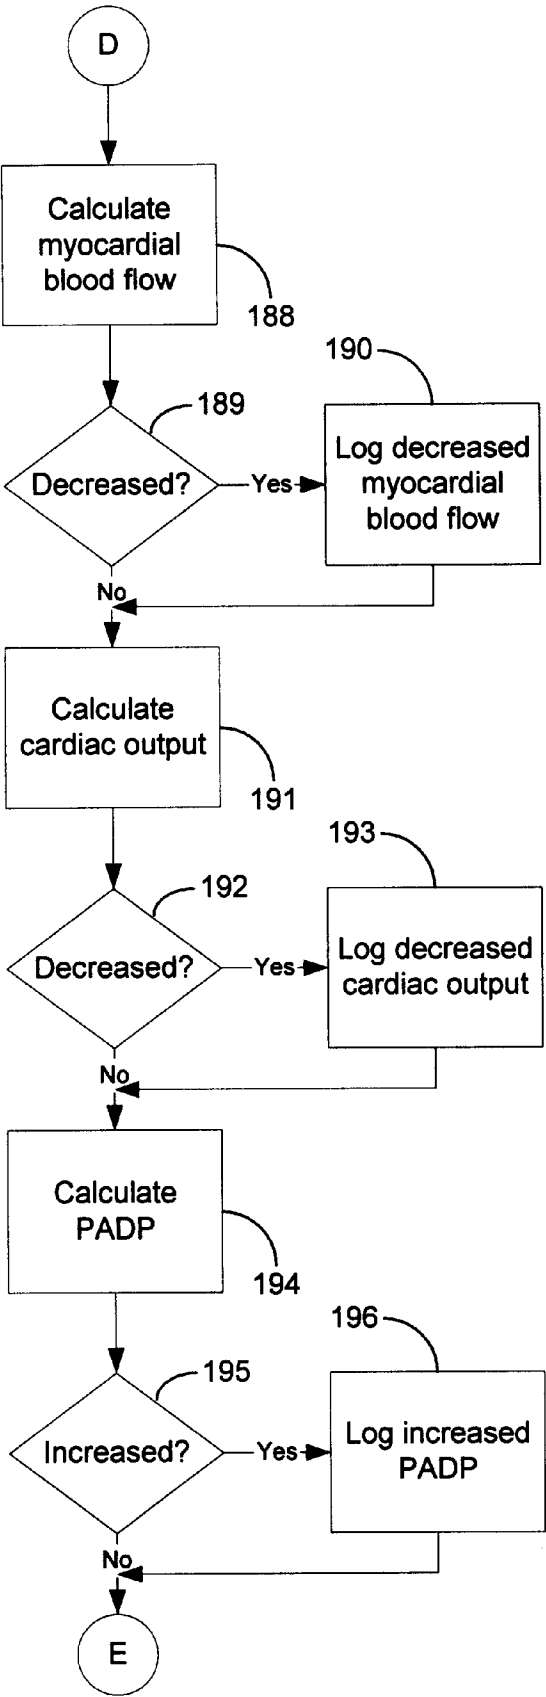 D
Calculate
myocardial
blood flow
188
190
189
Decreased?
Yes
Log decreased
myocardial
blood flow
No
Calculate
cardiac output
191
193
192
Decreased?
Yes
Log decreased
cardiac output
No
Calculate
PADP
194
196
195
Increased?
Yes
Log increased
PADP
No
E